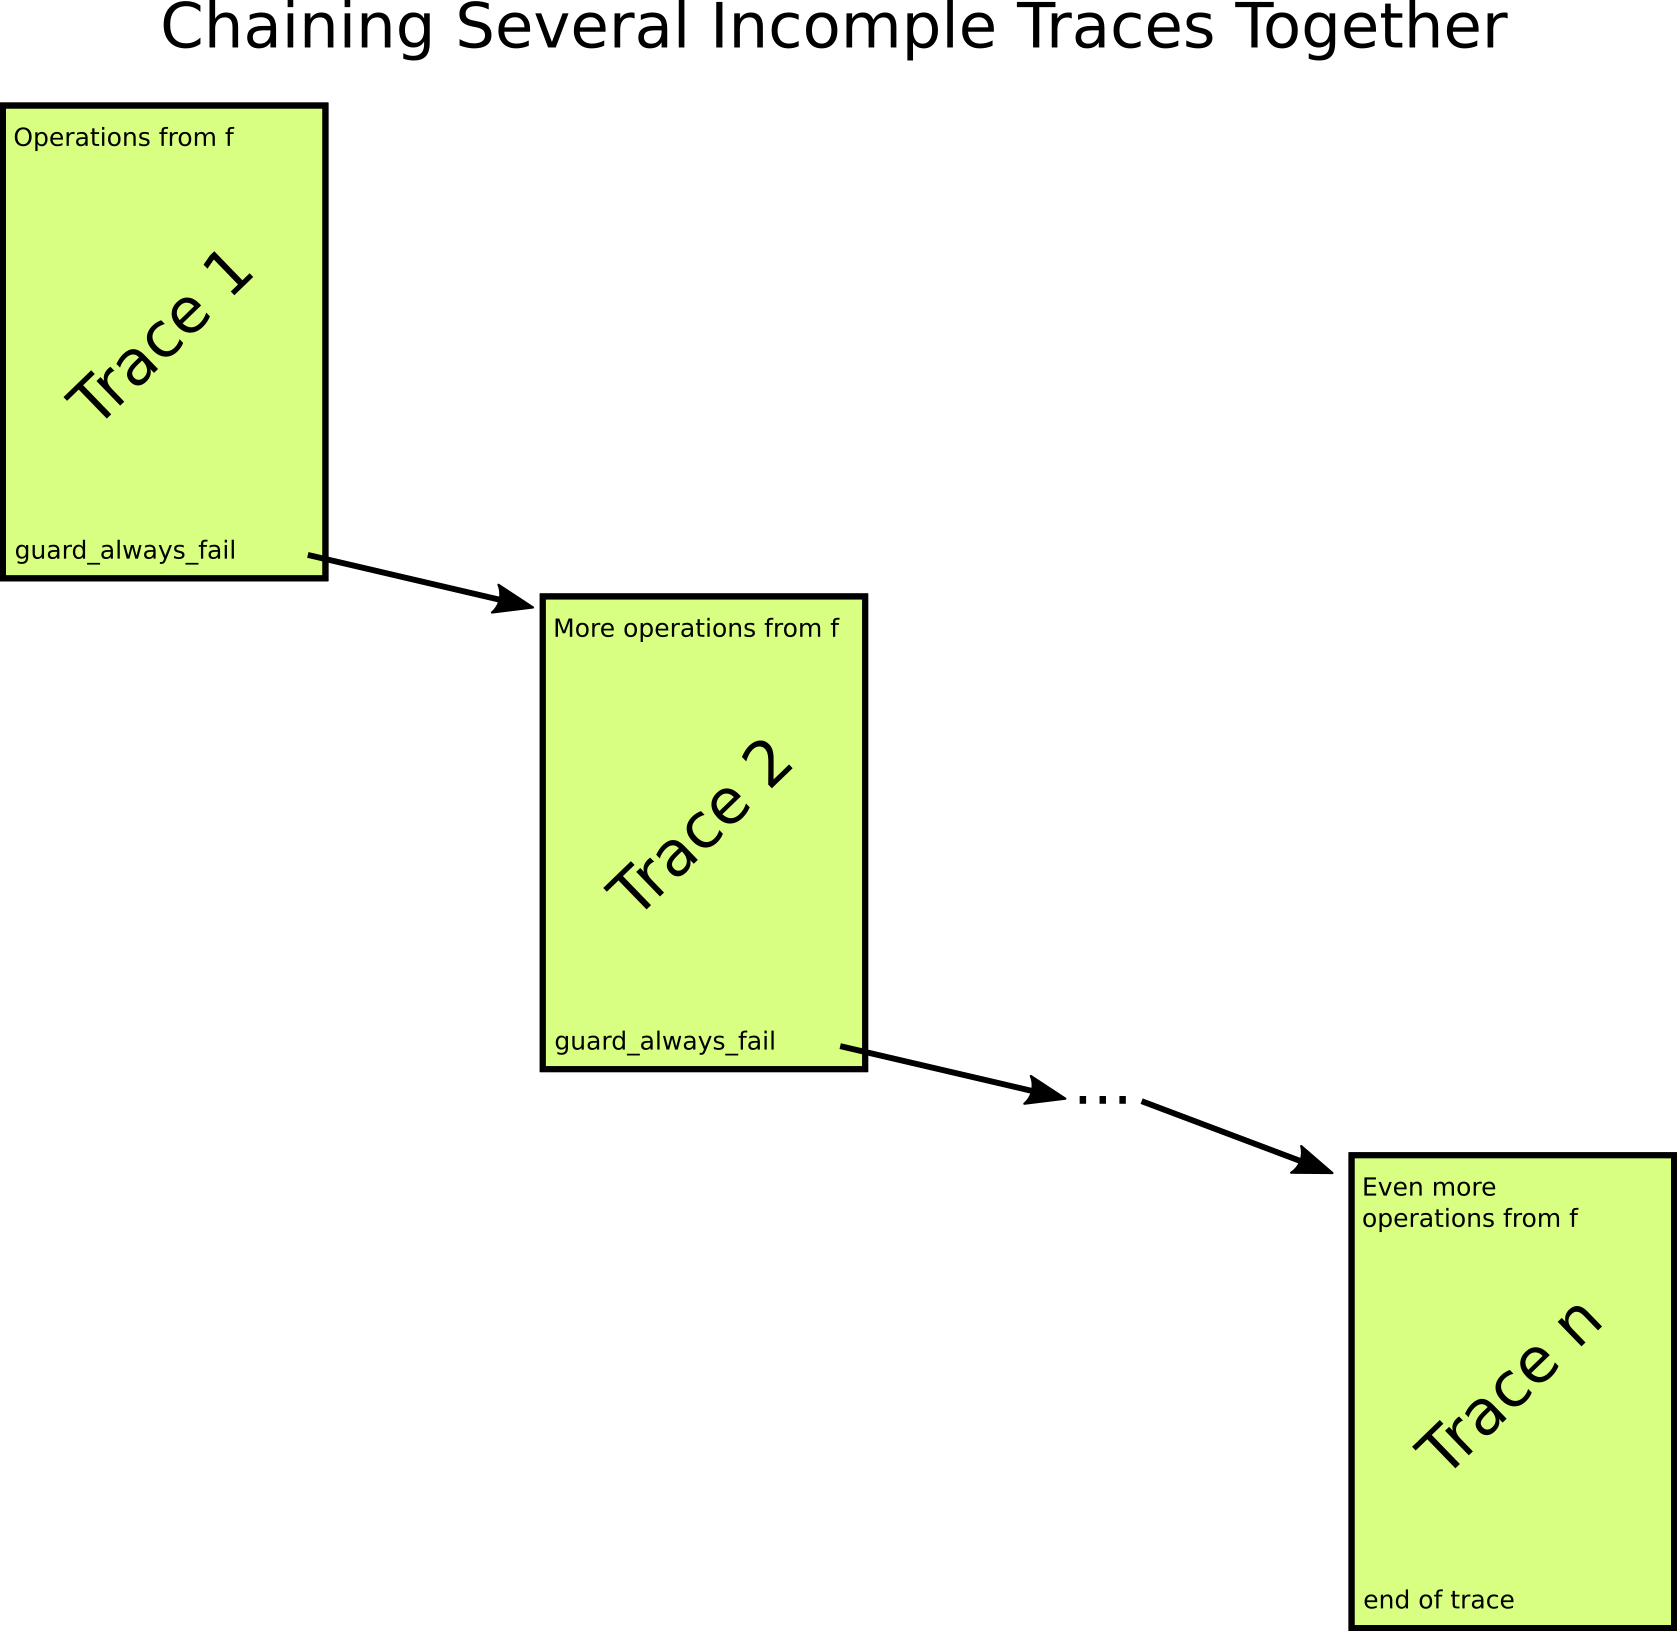 Chaining Several Incomple Traces Together
Operations from f
Trace 1
guard_always_fail
More operations from f
Trace 2
guard_always_fail
...
Even more
operations from f
Trace n
end of trace